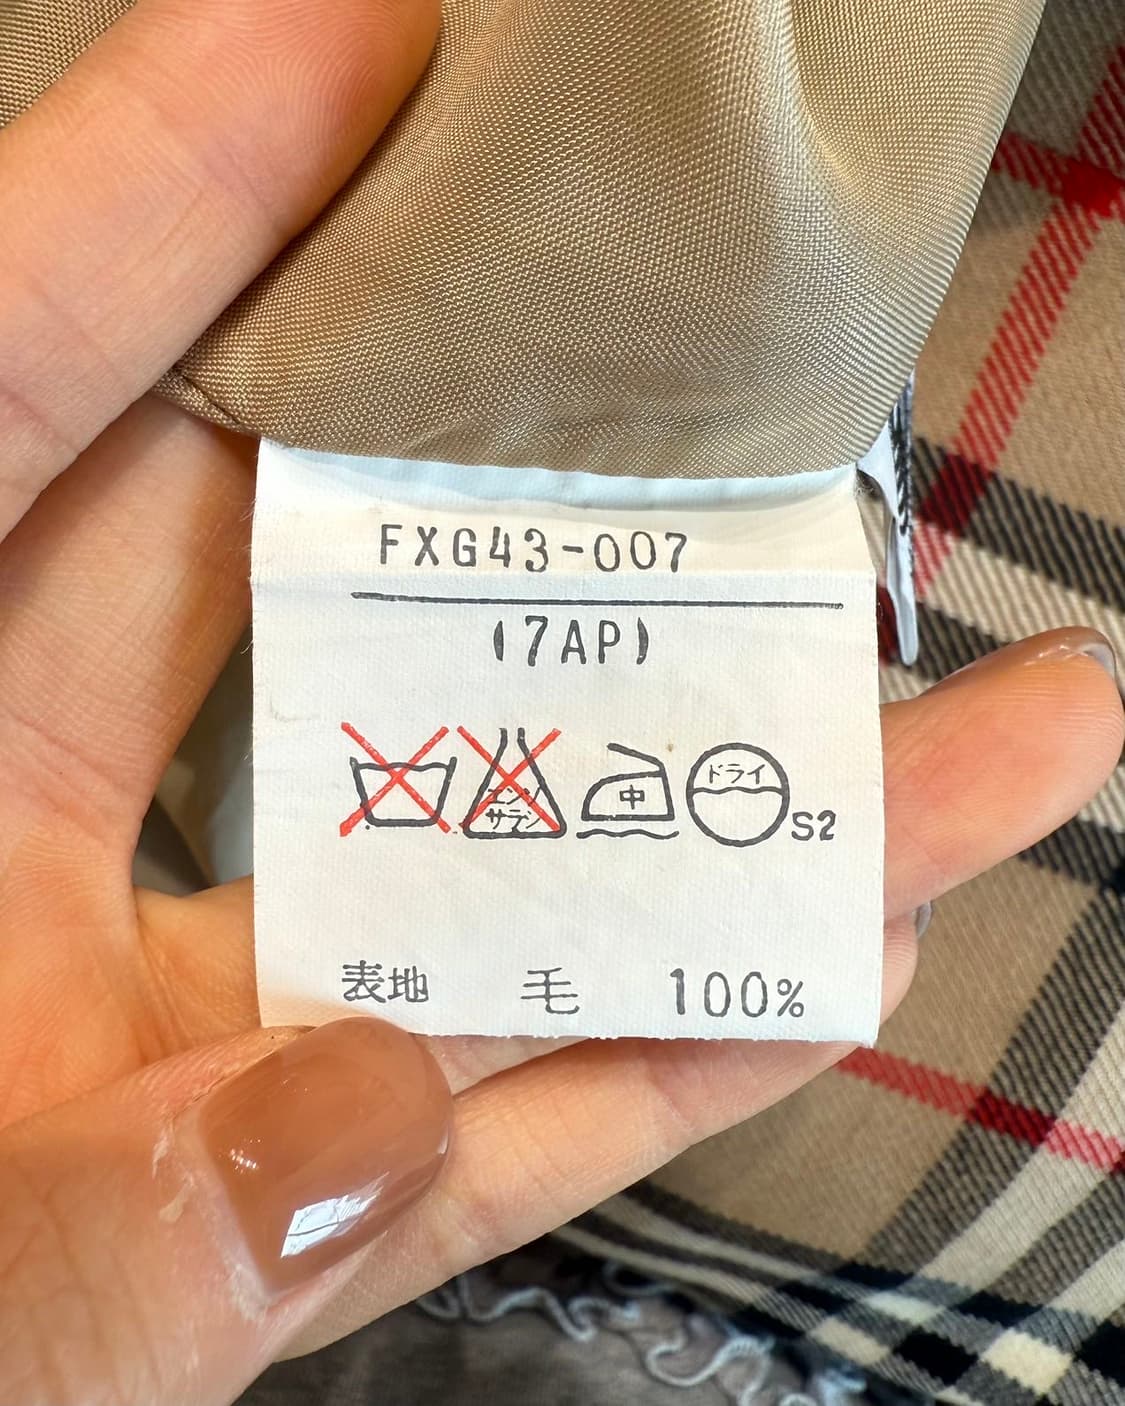 FXG43-007
(7AP)
エンソ
サラシ
中
ドライ
S2
表地 毛 100%